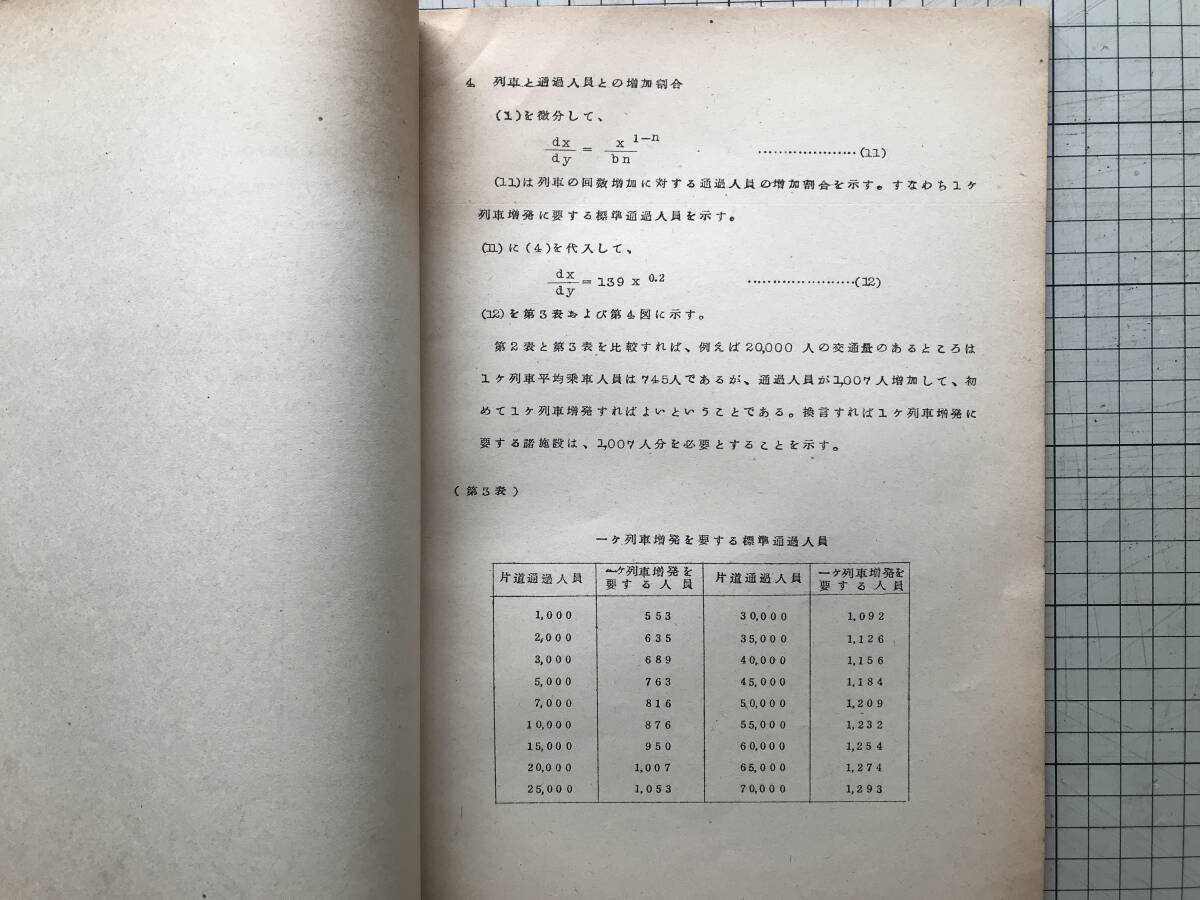 4. 列車と通過人員との増加割合
(1)を微分して、
dx/dy = x^{1-n}/bn ·····················(11)
(11)は列車の回数増加に対する通過人員の増加割合を示す。すなわち1ケ
列車増発に要する標準通過人員を示す。
(11)に(4)を代入して、
dx/dy = 139 x^{0.2} ·····················(12)
(12)を第3表および第4図に示す。
第2表と第3表を比較すれば、例えば20,000人の交通量のあるところは
1ケ列車平均乗車人員は745人であるが、通過人員が1,007人増加して、初
めて1ケ列車増発すればよいということである。換言すれば1ケ列車増発に
要する諸施設は、1,007人分を必要とすることを示す。
(第3表)
一ケ列車増発を要する標準通過人員
片道通過人員 一ケ列車増発を要する人員 片道通過人員 一ケ列車増発を要する人員
1,000 553 30,000 1,092
2,000 635 35,000 1,126
3,000 689 40,000 1,156
5,000 763 45,000 1,184
7,000 816 50,000 1,209
10,000 876 55,000 1,232
15,000 950 60,000 1,254
20,000 1,007 65,000 1,274
25,000 1,053 70,000 1,293